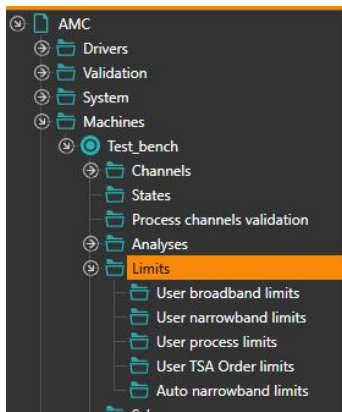 AMC
Drivers
Validation
System
Machines
Test_bench
Channels
States
Process channels validation
Analyses
Limits
User broadband limits
User narrowband limits
User process limits
User TSA Order limits
Auto narrowband limits